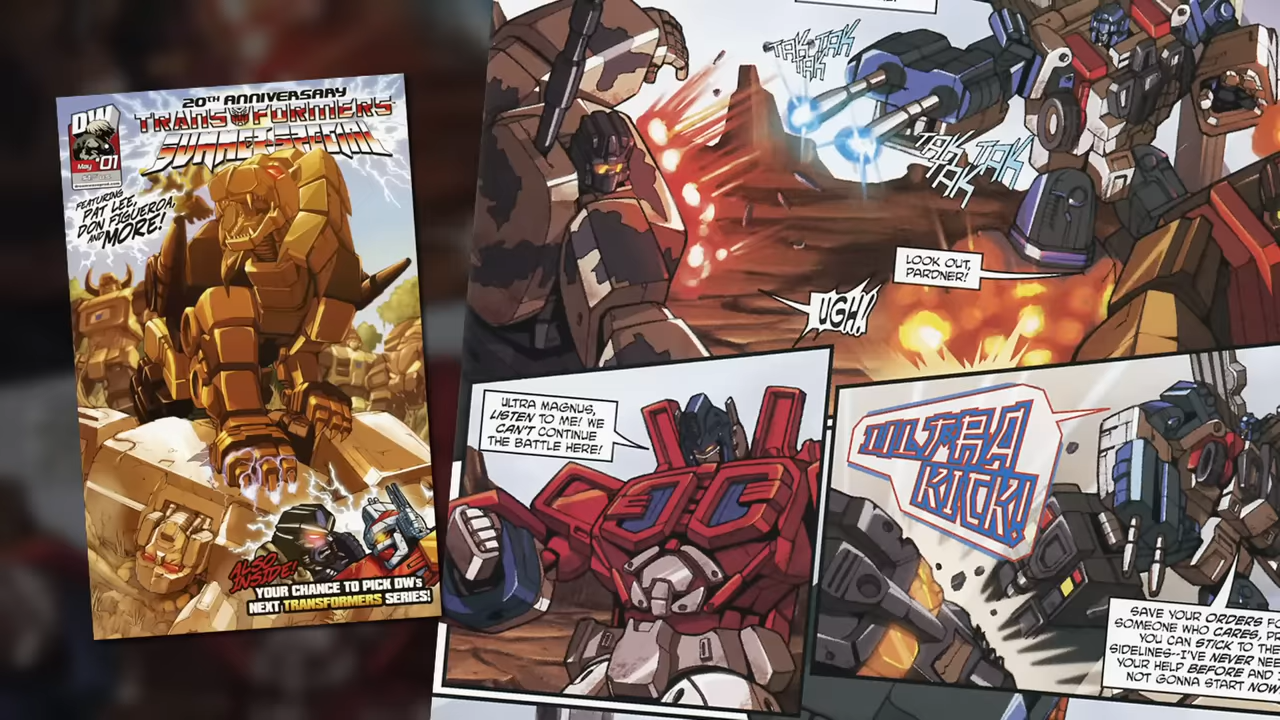 20TH ANNIVERSARY
TRANSFORMERS
SUMMER SPECIAL
DW
May '01
FEATURING
PAT LEE,
DON FIGUEROA,
AND MORE!
ALSO
INSIDE!
YOUR CHANCE TO PICK DW's
NEXT TRANSFORMERS SERIES!
TAK TAK
TAK
TAK TAK
TAK
LOOK OUT,
PARDNER!
UGH!
ULTRA MAGNUS,
LISTEN TO ME! WE
CAN'T CONTINUE
THE BATTLE HERE!
ULTRA
KICK!
SAVE YOUR ORDERS
SOMEONE WHO CARES,
YOU CAN STICK TO
SIDELINES--I'VE NEVER
YOUR HELP BEFORE AND
NOT GONNA START NOW